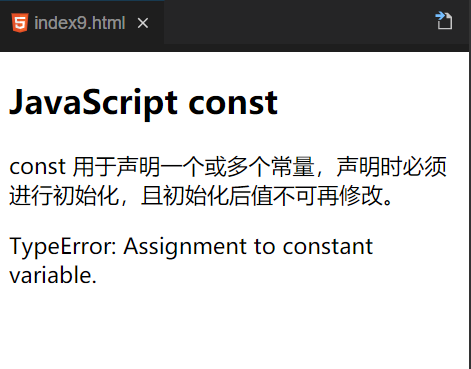 index9.html
JavaScript const
const 用于声明一个或多个常量，声明时必须
进行初始化，且初始化后值不可再修改。
TypeError: Assignment to constant
variable.